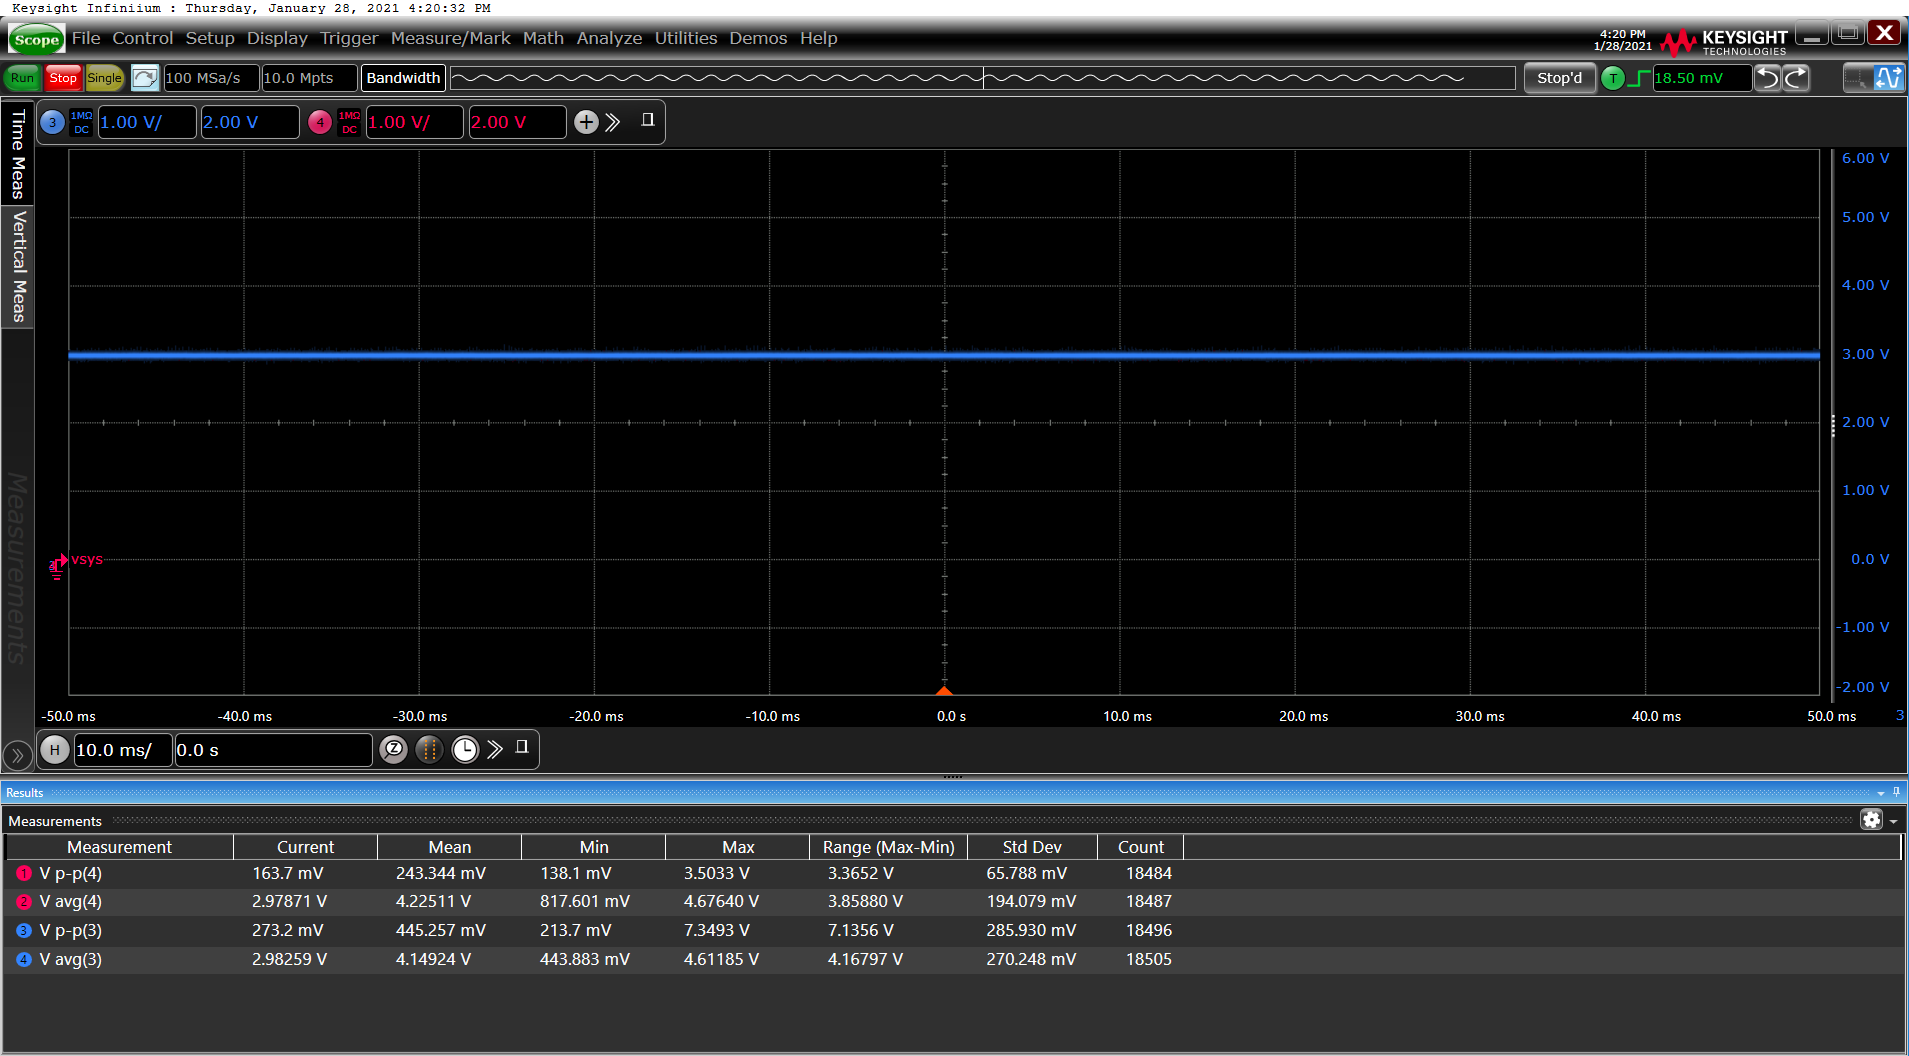 Keysight Infiniium : Thursday, January 28, 2021 4:20:32 PM
Scope File Control Setup Display Trigger Measure/Mark Math Analyze Utilities Demos Help
4:20 PM
1/28/2021
KEYSIGHT
TECHNOLOGIES
X
Run Stop Single 100 MSa/s 10.0 Mpts Bandwidth Stop'd T 18.50 mV
3 1MΩ DC 1.00 V/ 2.00 V 4 1MΩ DC 1.00 V/ 2.00 V
Time Meas
Vertical Meas
Measurements
6.00 V
5.00 V
4.00 V
3.00 V
2.00 V
1.00 V
0.0 V
-1.00 V
-2.00 V
vsys
-50.0 ms -40.0 ms -30.0 ms -20.0 ms -10.0 ms 0.0 s 10.0 ms 20.0 ms 30.0 ms 40.0 ms 50.0 ms 3
H 10.0 ms/ 0.0 s Z
Results
Measurements
Measurement Current Mean Min Max Range (Max-Min) Std Dev Count
1 V p-p(4) 163.7 mV 243.344 mV 138.1 mV 3.5033 V 3.3652 V 65.788 mV 18484
2 V avg(4) 2.97871 V 4.22511 V 817.601 mV 4.67640 V 3.85880 V 194.079 mV 18487
3 V p-p(3) 273.2 mV 445.257 mV 213.7 mV 7.3493 V 7.1356 V 285.930 mV 18496
4 V avg(3) 2.98259 V 4.14924 V 443.883 mV 4.61185 V 4.16797 V 270.248 mV 18505